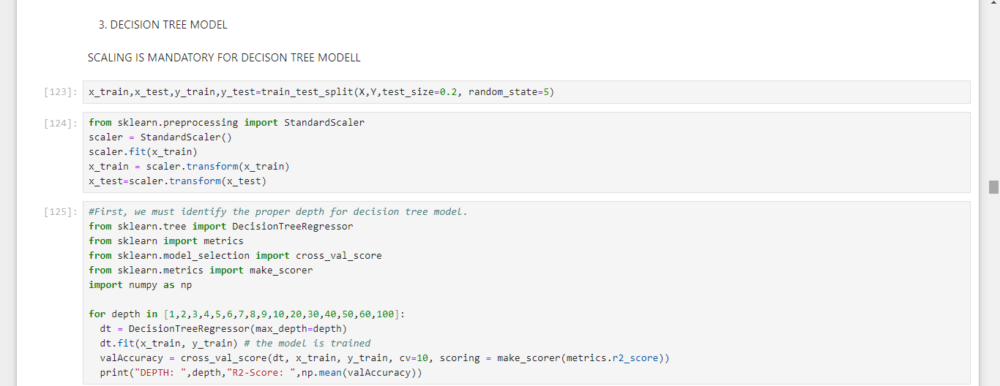 3. DECISION TREE MODEL
SCALING IS MANDATORY FOR DECISON TREE MODELL
[123]: x_train,x_test,y_train,y_test=train_test_split(X,Y,test_size=0.2, random_state=5)
[124]: from sklearn.preprocessing import StandardScaler
scaler = StandardScaler()
scaler.fit(x_train)
x_train = scaler.transform(x_train)
x_test=scaler.transform(x_test)
[125]: #First, we must identify the proper depth for decision tree model.
from sklearn.tree import DecisionTreeRegressor
from sklearn import metrics
from sklearn.model_selection import cross_val_score
from sklearn.metrics import make_scorer
import numpy as np
for depth in [1,2,3,4,5,6,7,8,9,10,20,30,40,50,60,100]:
dt = DecisionTreeRegressor(max_depth=depth)
dt.fit(x_train, y_train) # the model is trained
valAccuracy = cross_val_score(dt, x_train, y_train, cv=10, scoring = make_scorer(metrics.r2_score))
print("DEPTH: ",depth,"R2-Score: ",np.mean(valAccuracy))